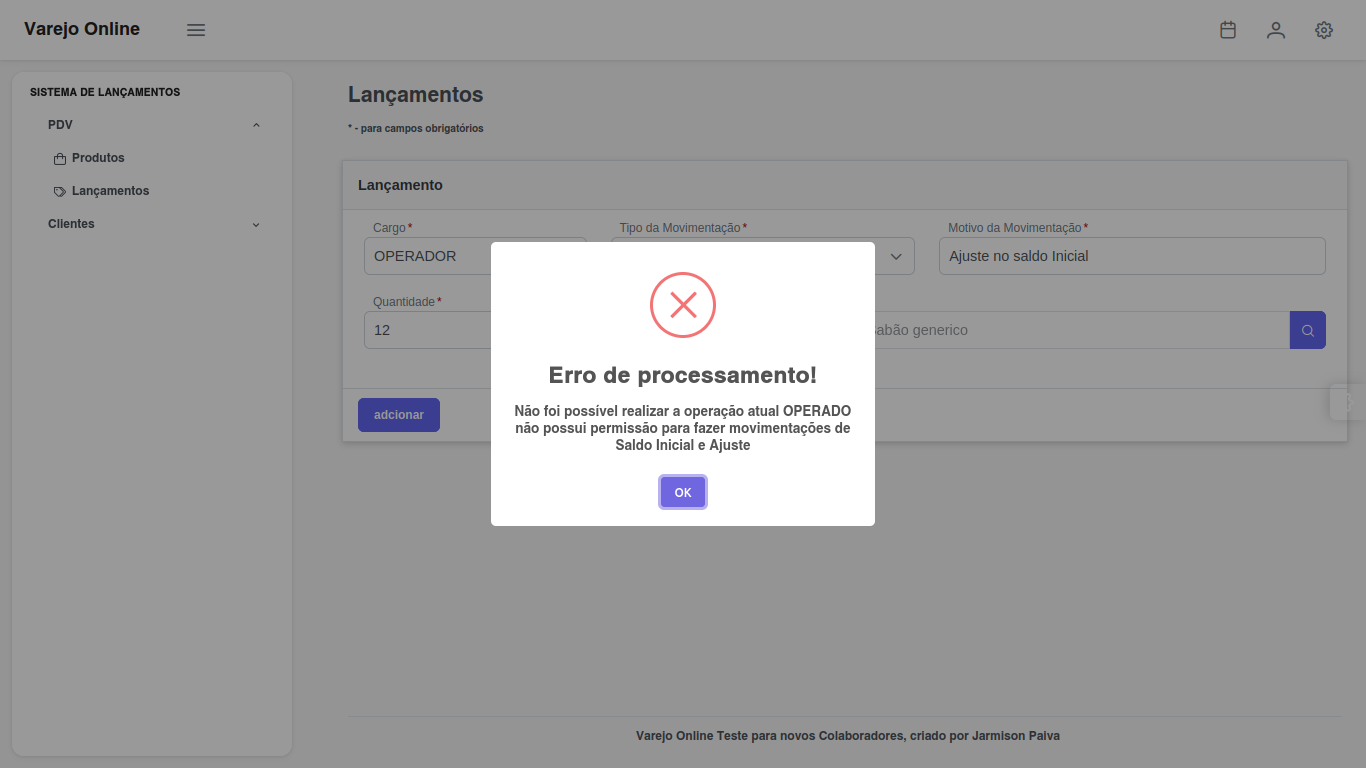 Varejo Online
SISTEMA DE LANÇAMENTOS
PDV
Produtos
Lançamentos
Clientes
Lançamentos
* - para campos obrigatórios
Lançamento
Cargo *
Tipo da Movimentação *
Motivo da Movimentação *
OPERADOR
Ajuste no saldo Inicial
Quantidade *
12
generico
adcionar
Erro de processamento!
Não foi possível realizar a operação atual OPERADO
não possui permissão para fazer movimentações de
Saldo Inicial e Ajuste
OK
Varejo Online Teste para novos Colaboradores, criado por Jarmison Paiva